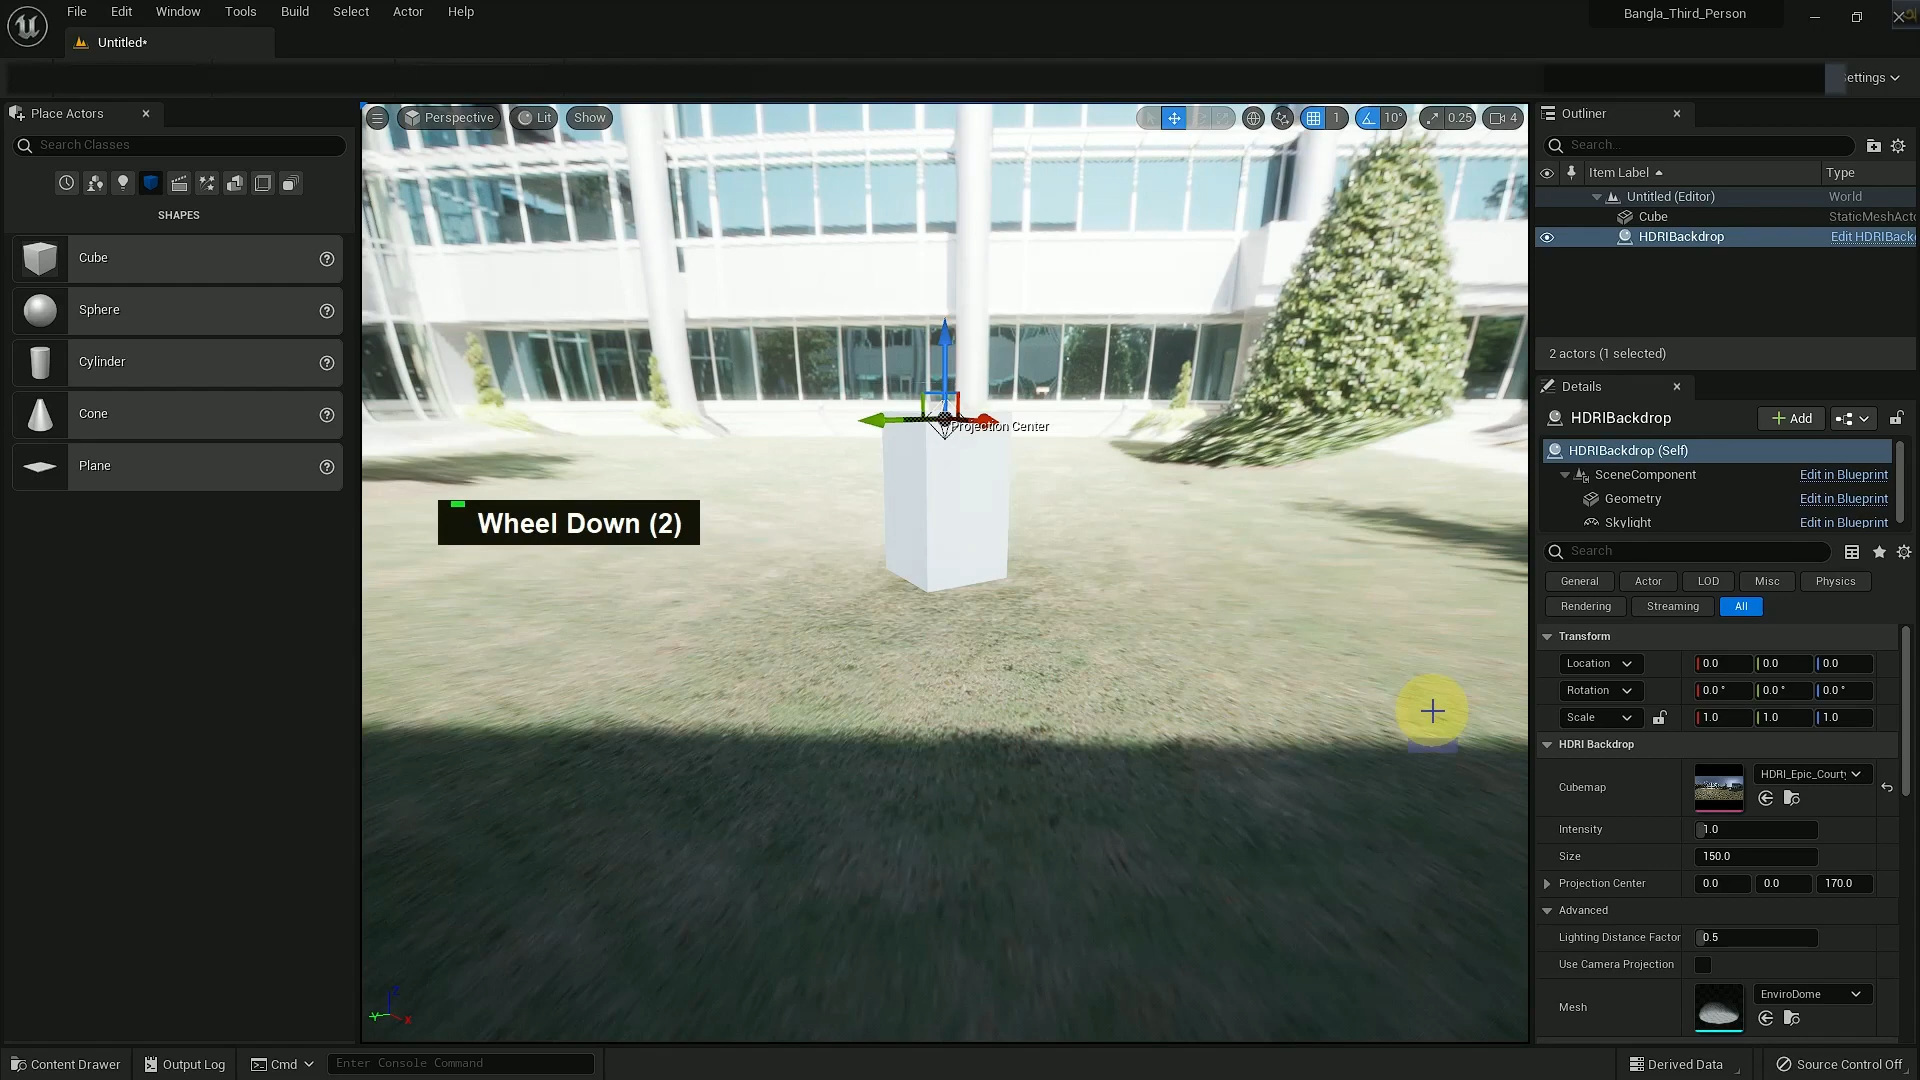 File Edit Window Tools Build Select Actor Help
Bangla_Third_Person
Untitled*
ettings
Place Actors
Search Classes
SHAPES
Cube
Sphere
Cylinder
Cone
Plane
Perspective Lit Show
1 10° 0.25 4
Projection Center
Wheel Down (2)
Z
Y X
Outliner
Search...
Item Label Type
Untitled (Editor) World
Cube StaticMeshActo
HDRIBackdrop Edit HDRIBack
2 actors (1 selected)
Details
HDRIBackdrop + Add
HDRIBackdrop (Self)
SceneComponent Edit in Blueprint
Geometry Edit in Blueprint
Skylight Edit in Blueprint
Search
General Actor LOD Misc Physics
Rendering Streaming All
Transform
Location 0.0 0.0 0.0
Rotation 0.0 ° 0.0 ° 0.0 °
Scale 1.0 1.0 1.0
HDRI Backdrop
Cubemap HDRI_Epic_Courty
Intensity 1.0
Size 150.0
Projection Center 0.0 0.0 170.0
Advanced
Lighting Distance Factor 0.5
Use Camera Projection
Mesh EnviroDome
Content Drawer Output Log Cmd Enter Console Command Derived Data Source Control Off